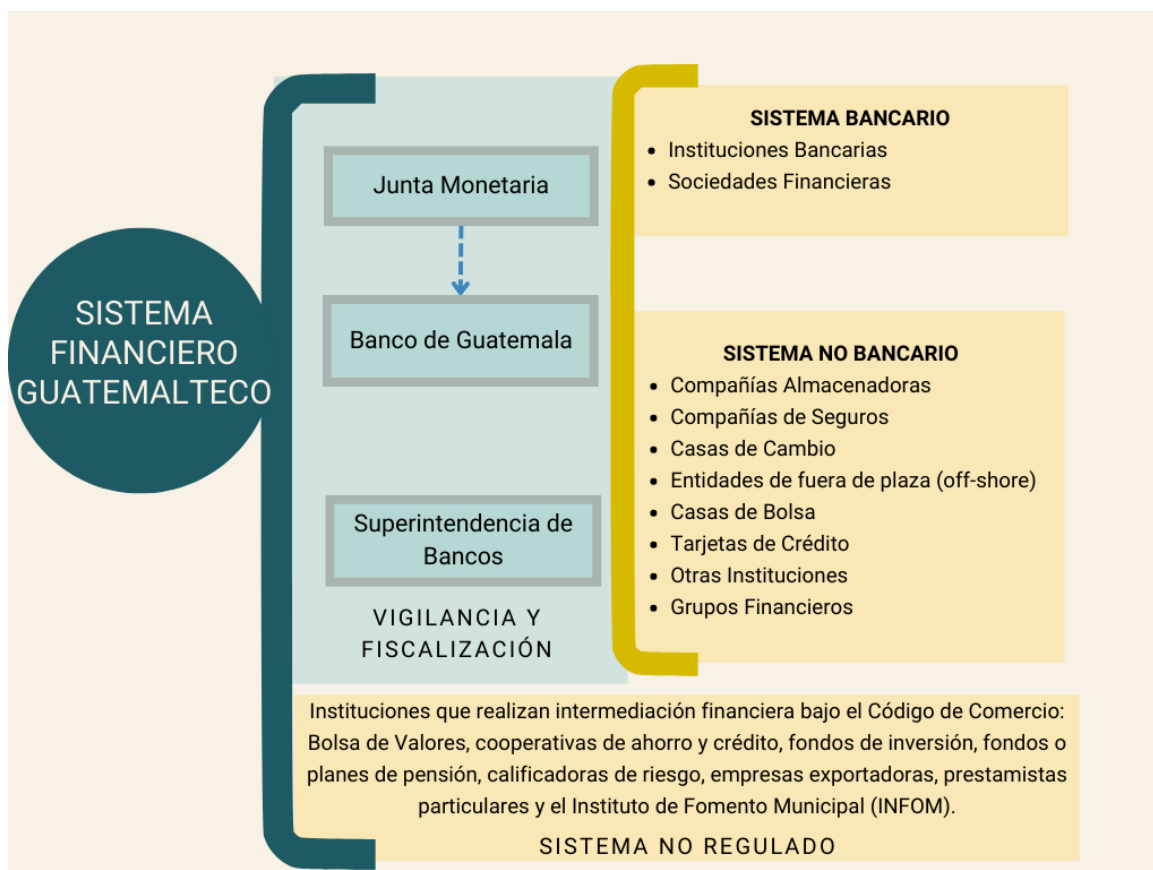 SISTEMA
FINANCIERO
GUATEMALTECO
Junta Monetaria
Banco de Guatemala
Superintendencia de
Bancos
VIGILANCIA Y
FISCALIZACIÓN
SISTEMA BANCARIO
Instituciones Bancarias
Sociedades Financieras
SISTEMA NO BANCARIO
Compañías Almacenadoras
Compañías de Seguros
Casas de Cambio
Entidades de fuera de plaza (off-shore)
Casas de Bolsa
Tarjetas de Crédito
Otras Instituciones
Grupos Financieros
Instituciones que realizan intermediación financiera bajo el Código de Comercio:
Bolsa de Valores, cooperativas de ahorro y crédito, fondos de inversión, fondos o
planes de pensión, calificadoras de riesgo, empresas exportadoras, prestamistas
particulares y el Instituto de Fomento Municipal (INFOM).
SISTEMA NO REGULADO